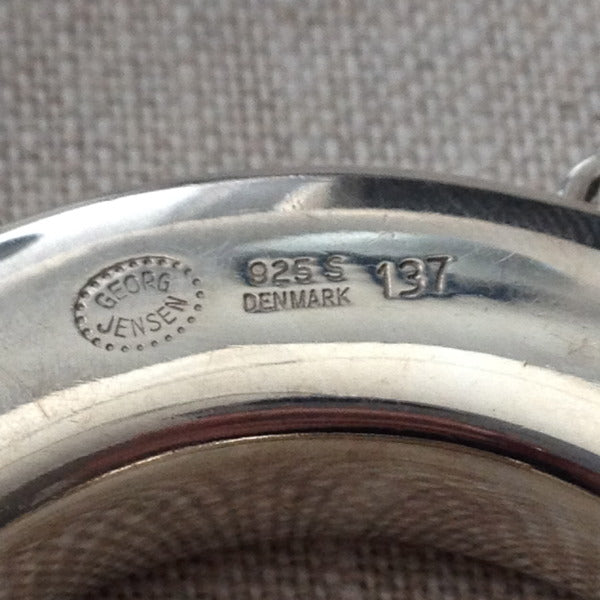 GEORG
JENSEN
925 S
DENMARK
137